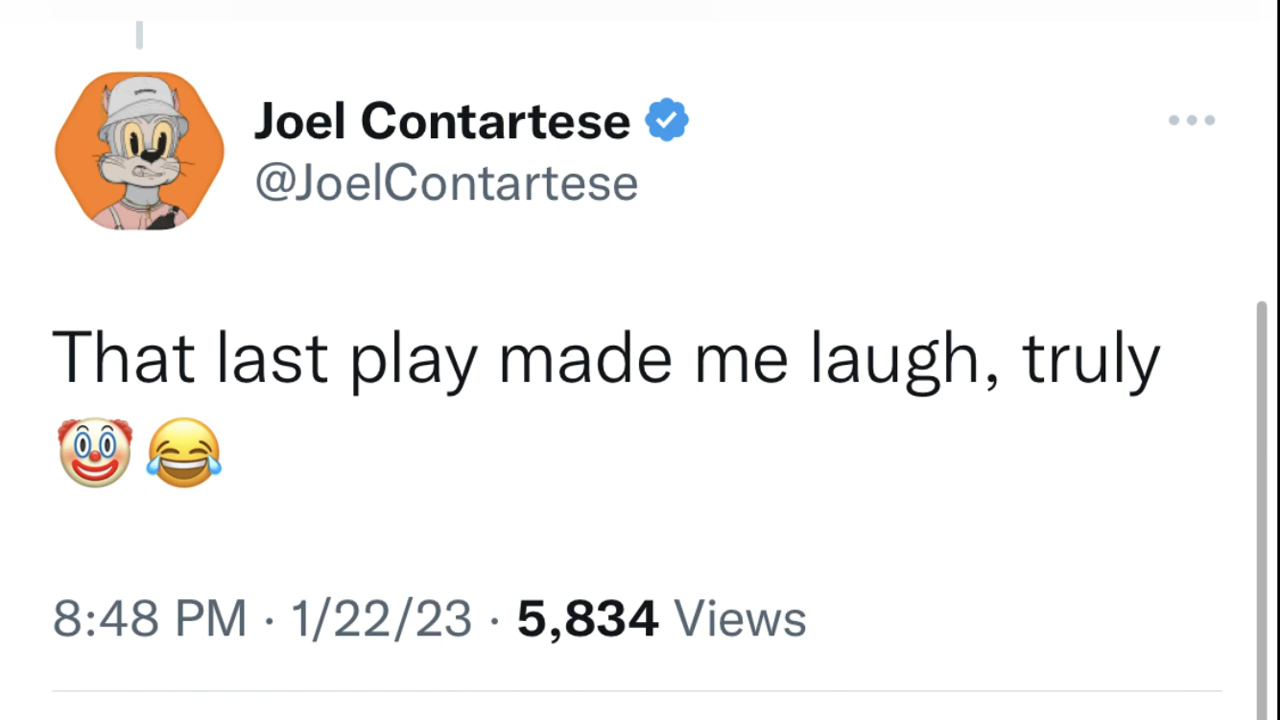 Joel Contartese
@JoelContartese
That last play made me laugh, truly
🤡 😂
8:48 PM · 1/22/23 · 5,834 Views